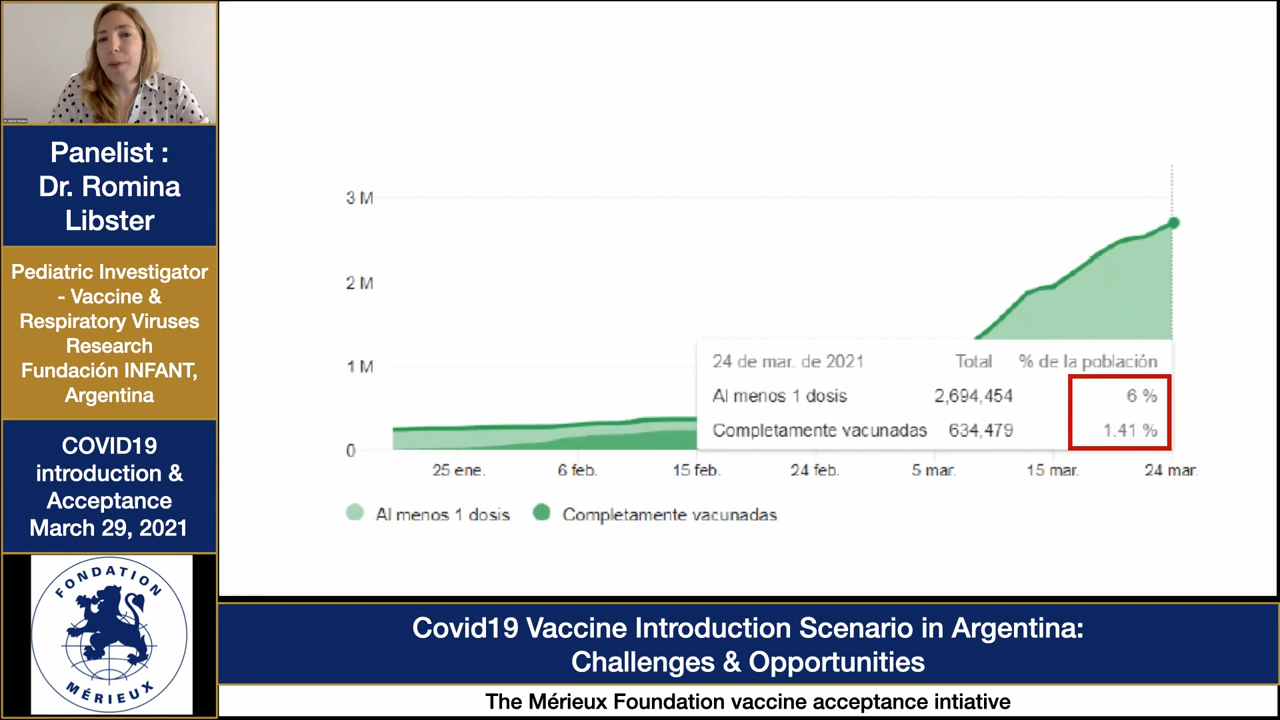 Panelist :
Dr. Romina
Libster
Pediatric Investigator
- Vaccine &
Respiratory Viruses
Research
Fundación INFANT,
Argentina
COVID19
introduction &
Acceptance
March 29, 2021
FONDATION
MÉRIEUX
3 M
2 M
1 M
0
24 de mar. de 2021 Total % de la población
Al menos 1 dosis 2,694,454 6 %
Completamente vacunadas 634,479 1.41 %
25 ene. 6 feb. 15 feb. 24 feb. 5 mar. 15 mar. 24 mar.
Al menos 1 dosis Completamente vacunadas
Covid19 Vaccine Introduction Scenario in Argentina:
Challenges & Opportunities
The Mérieux Foundation vaccine acceptance intiative